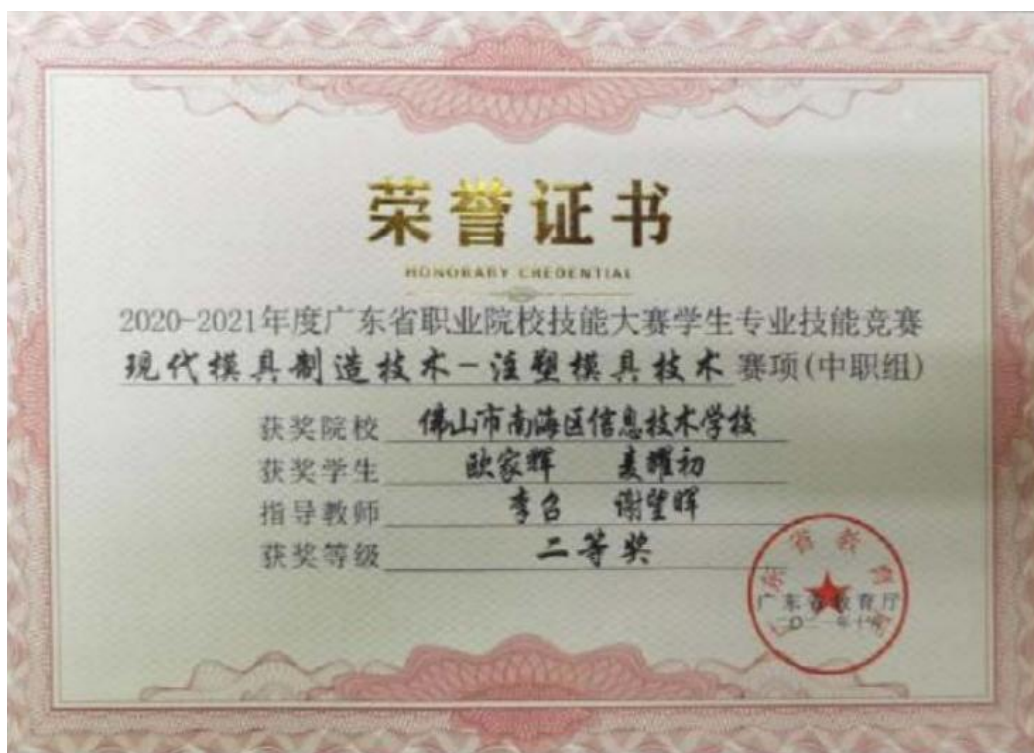 荣誉证书
HONORARY CREDENTIAL
2020-2021年度广东省职业院校技能大赛学生专业技能竞赛
现代模具制造技术-注塑模具技术 赛项(中职组)
获奖院校 佛山市南海区信息技术学校
获奖学生 欧家辉 麦耀初
指导教师 李召 谢望晖
获奖等级 二等奖
广东省教育厅